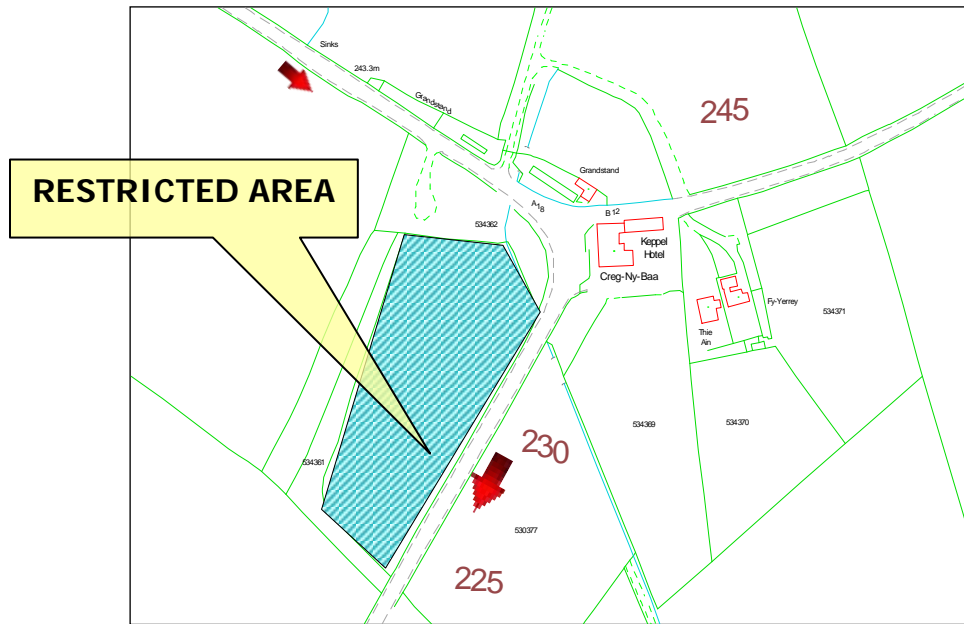 Sinks
243.3m
Grandstand
245
RESTRICTED AREA
Grandstand
A18
B 12
534362
Keppel
Hotel
Creg-Ny-Baa
Fy-Yerrey
534371
Thie
Ain
534369
534370
230
534361
530377
225